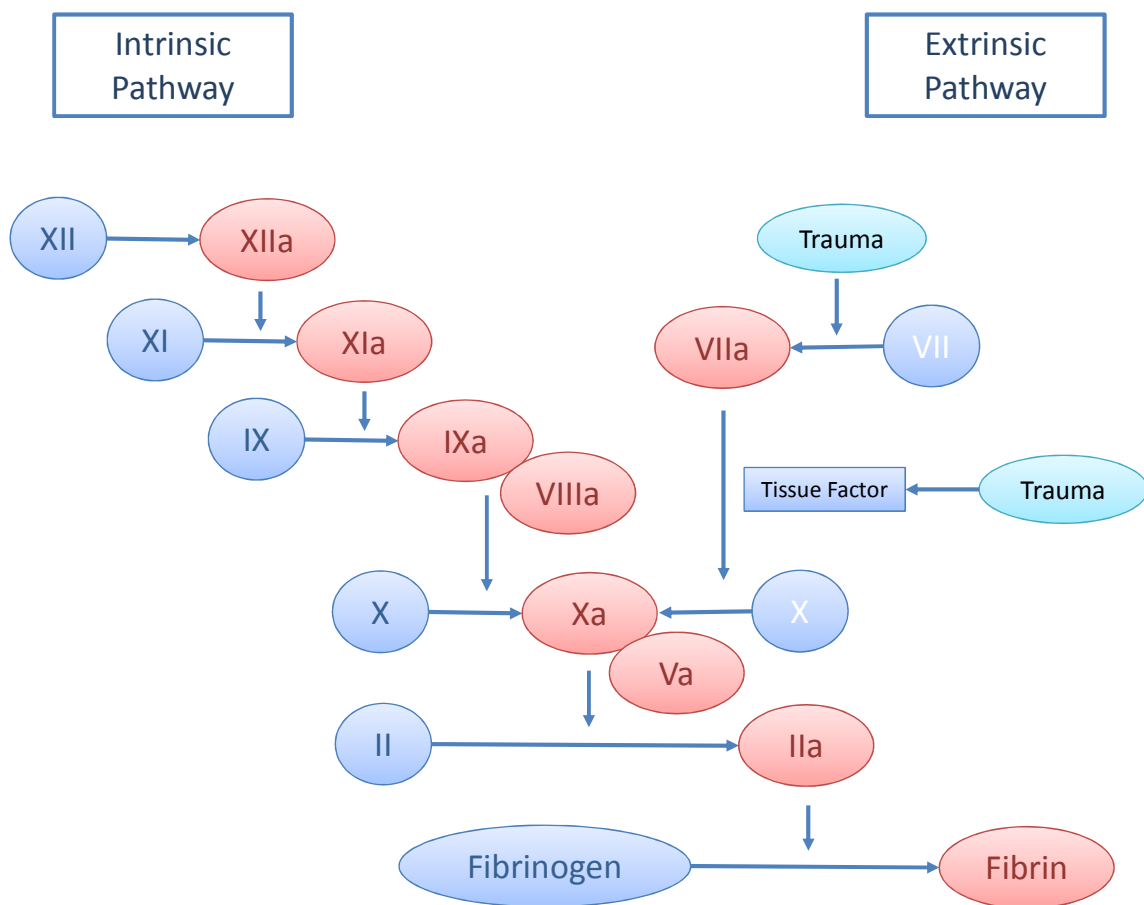 Intrinsic
Pathway
Extrinsic
Pathway
XII
XIIa
Trauma
XI
XIa
VIIa
VII
IX
IXa
VIIIa
Tissue Factor
Trauma
X
Xa
X
Va
II
IIa
Fibrinogen
Fibrin